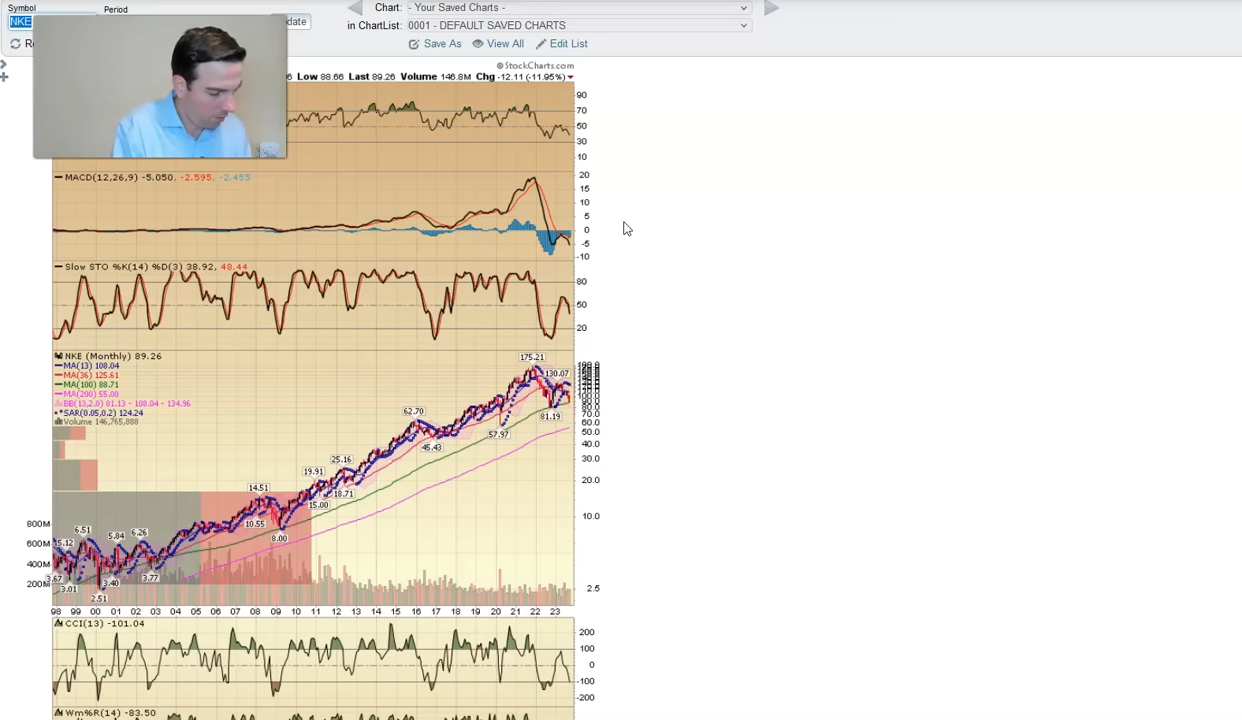 Symbol Period Chart: - Your Saved Charts -
NKE date in ChartList: 0001 - DEFAULT SAVED CHARTS
Save As View All Edit List
© StockCharts.com
Low 88.66 Last 89.26 Volume 146.8M Chg -12.11 (-11.95%)
90
70
50
30
10
MACD(12,26,9) -5.050, -2.595, -2.455
20
15
10
5
0
-5
-10
Slow STO %K(14) %D(3) 38.92, 48.44
80
50
20
NKE (Monthly) 89.26
MA(13) 108.04
MA(36) 125.61
MA(100) 88.71
MA(200) 55.00
BB(13,2.0) 81.13 - 108.04 - 134.96
SAR(0.05,0.2) 124.24
Volume 146,765,888
175.21
130.07
81.19
62.70
57.97
45.43
25.16
19.91
18.71
15.00
14.51
10.55
8.00
6.51
5.84
6.26
5.12
3.67
3.01
3.40
3.77
2.51
80.0
70.0
60.0
50.0
40.0
30.0
20.0
10.0
2.5
800M
600M
400M
200M
98 99 00 01 02 03 04 05 06 07 08 09 10 11 12 13 14 15 16 17 18 19 20 21 22 23
CCI(13) -101.04
200
100
0
-100
-200
Wm%R(14) -83.50